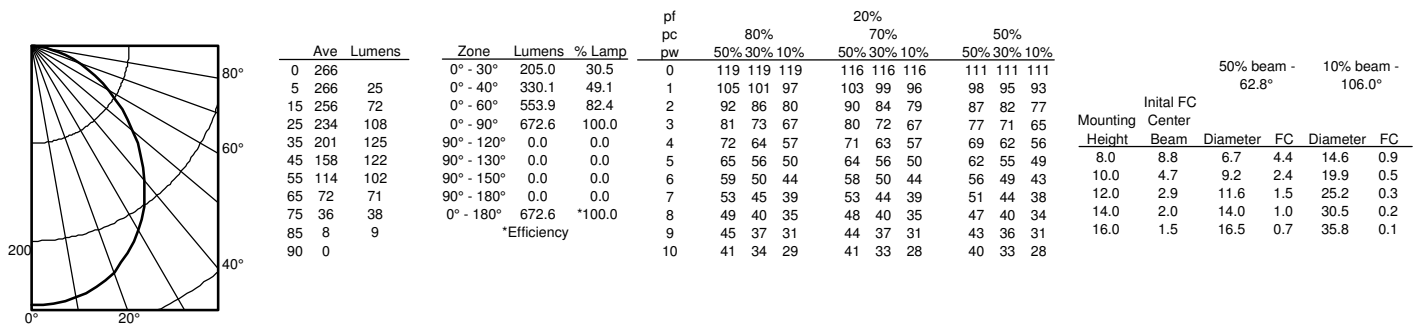 80°
60°
40°
200
0° 20°
Ave Lumens
0 266
5 266 25
15 256 72
25 234 108
35 201 125
45 158 122
55 114 102
65 72 71
75 36 38
85 8 9
90 0
Zone Lumens % Lamp
0° - 30° 205.0 30.5
0° - 40° 330.1 49.1
0° - 60° 553.9 82.4
0° - 90° 672.6 100.0
90° - 120° 0.0 0.0
90° - 130° 0.0 0.0
90° - 150° 0.0 0.0
90° - 180° 0.0 0.0
0° - 180° 672.6 *100.0
*Efficiency
pf 20%
pc 80% 70% 50%
pw 50% 30% 10% 50% 30% 10% 50% 30% 10%
0 119 119 119 116 116 116 111 111 111
1 105 101 97 103 99 96 98 95 93
2 92 86 80 90 84 79 87 82 77
3 81 73 67 80 72 67 77 71 65
4 72 64 57 71 63 57 69 62 56
5 65 56 50 64 56 50 62 55 49
6 59 50 44 58 50 44 56 49 43
7 53 45 39 53 44 39 51 44 38
8 49 40 35 48 40 35 47 40 34
9 45 37 31 44 37 31 43 36 31
10 41 34 29 41 33 28 40 33 28
50% beam - 10% beam -
62.8° 106.0°
Inital FC
Mounting Center
Height Beam Diameter FC Diameter FC
8.0 8.8 6.7 4.4 14.6 0.9
10.0 4.7 9.2 2.4 19.9 0.5
12.0 2.9 11.6 1.5 25.2 0.3
14.0 2.0 14.0 1.0 30.5 0.2
16.0 1.5 16.5 0.7 35.8 0.1